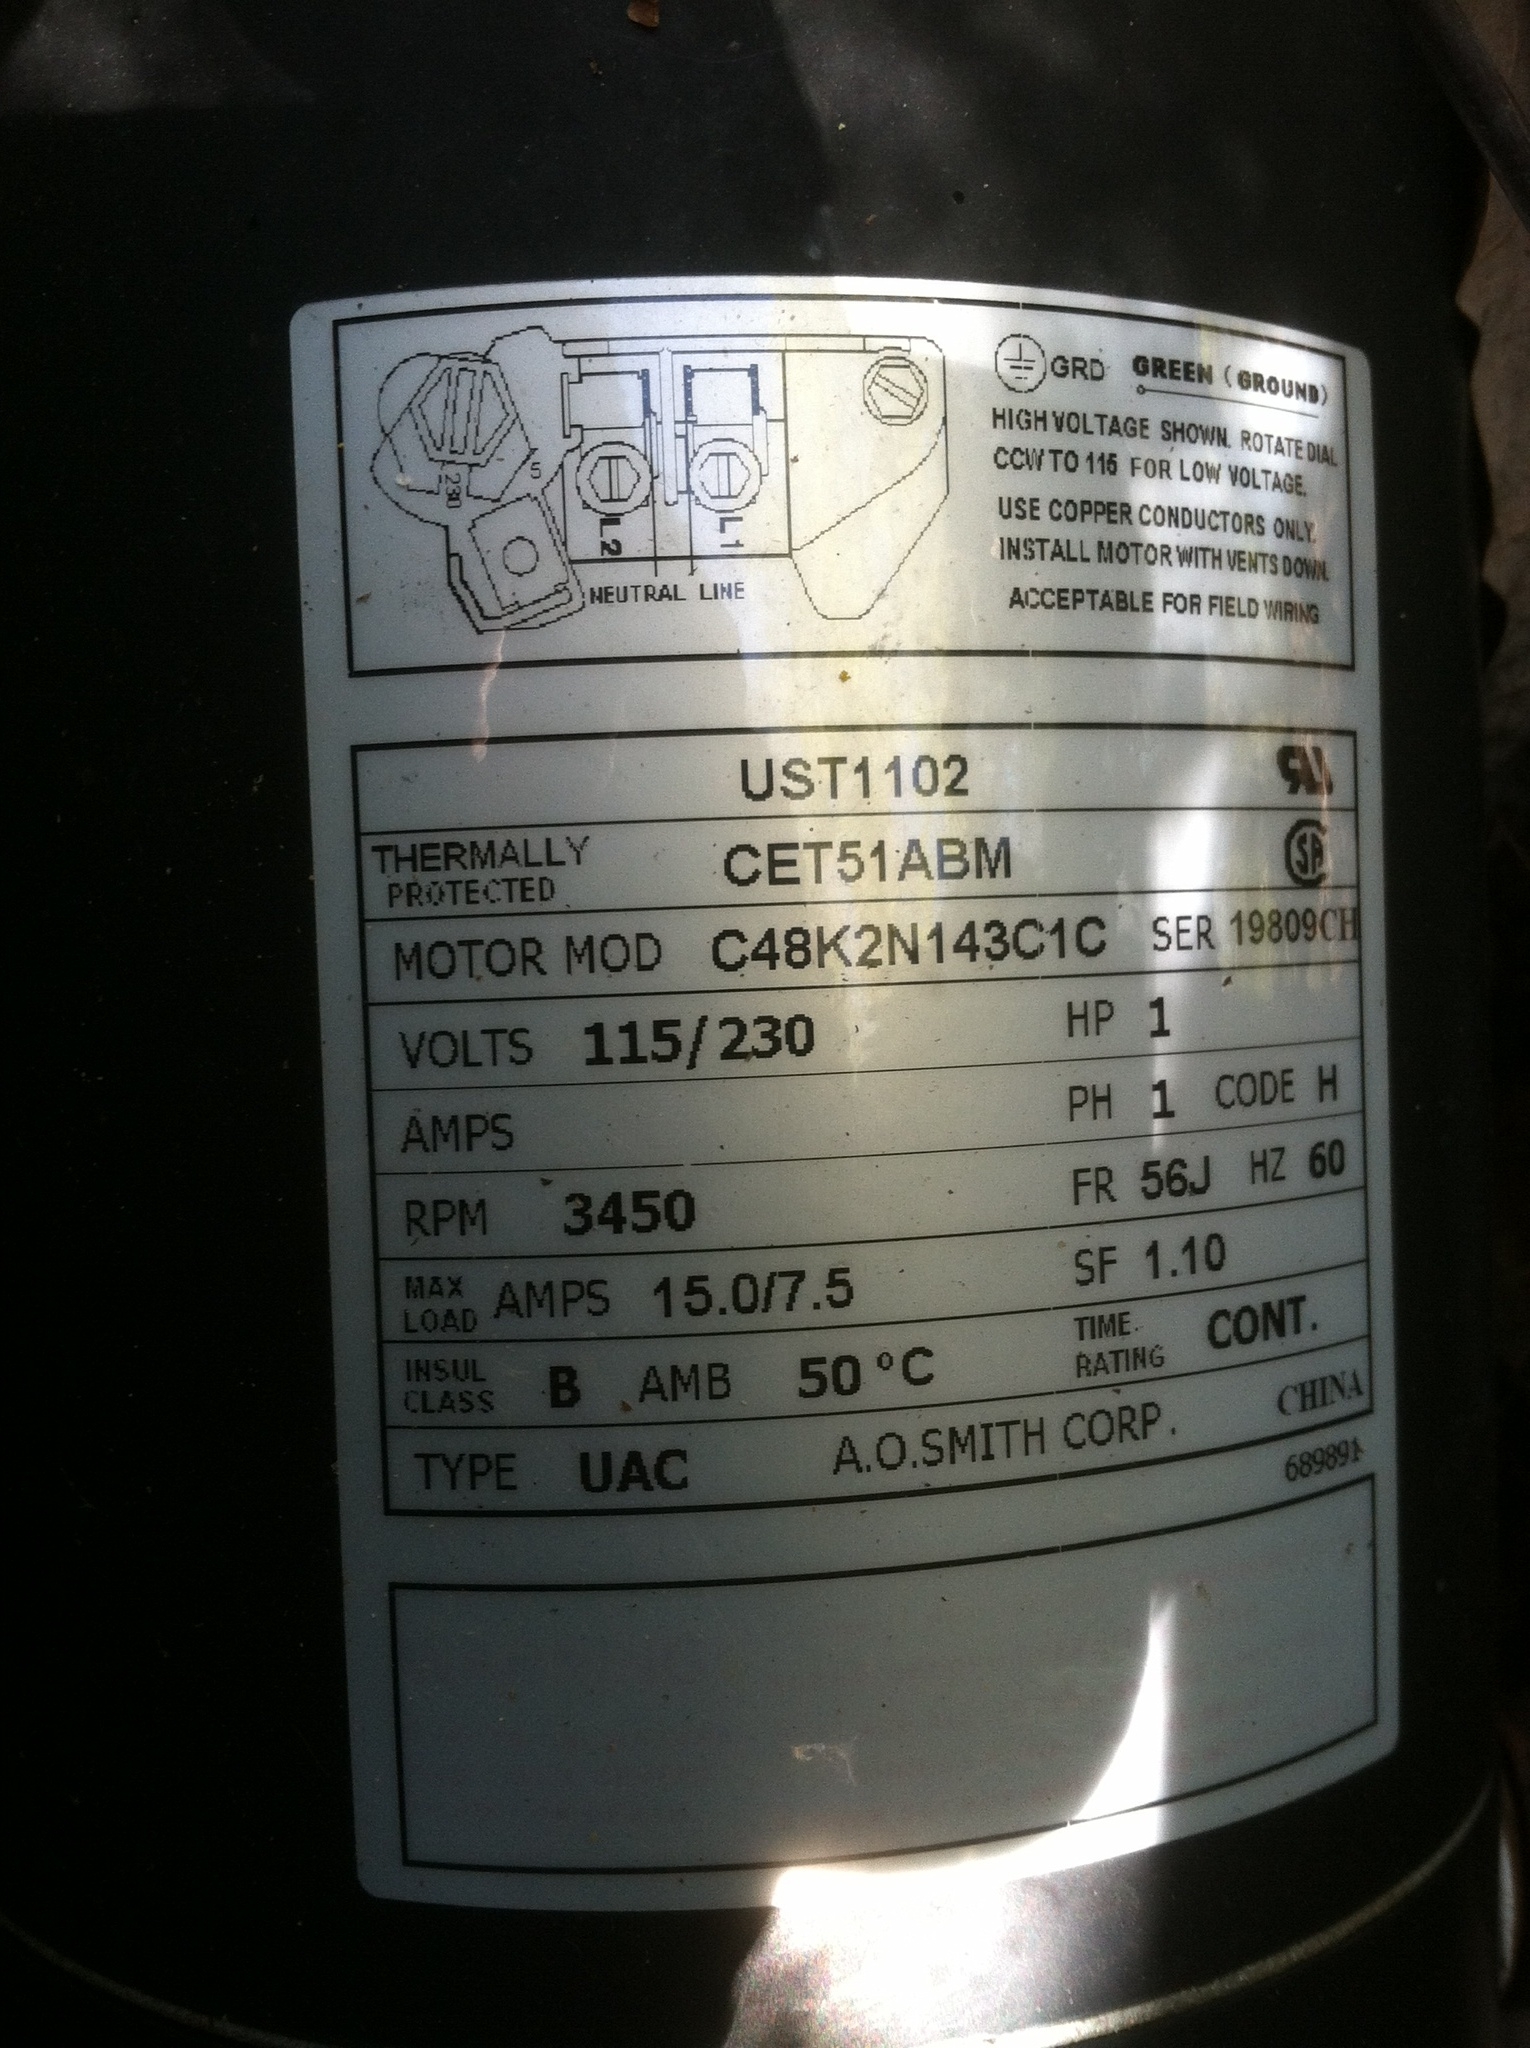 GRD GREEN (GROUND)
HIGH VOLTAGE SHOWN. ROTATE DIAL
CCW TO 115 FOR LOW VOLTAGE.
USE COPPER CONDUCTORS ONLY.
INSTALL MOTOR WITH VENTS DOWN.
ACCEPTABLE FOR FIELD WIRING
230
5
L2 L1
NEUTRAL LINE
UST1102
THERMALLY
PROTECTED
CET51ABM
SA
MOTOR MOD C48K2N143C1C SER 19809CH
VOLTS 115/230 HP 1
AMPS PH 1 CODE H
RPM 3450 FR 56J HZ 60
MAX LOAD AMPS 15.0/7.5 SF 1.10
INSUL CLASS B AMB 50 °C TIME RATING CONT.
TYPE UAC A.O.SMITH CORP. CHINA
689891